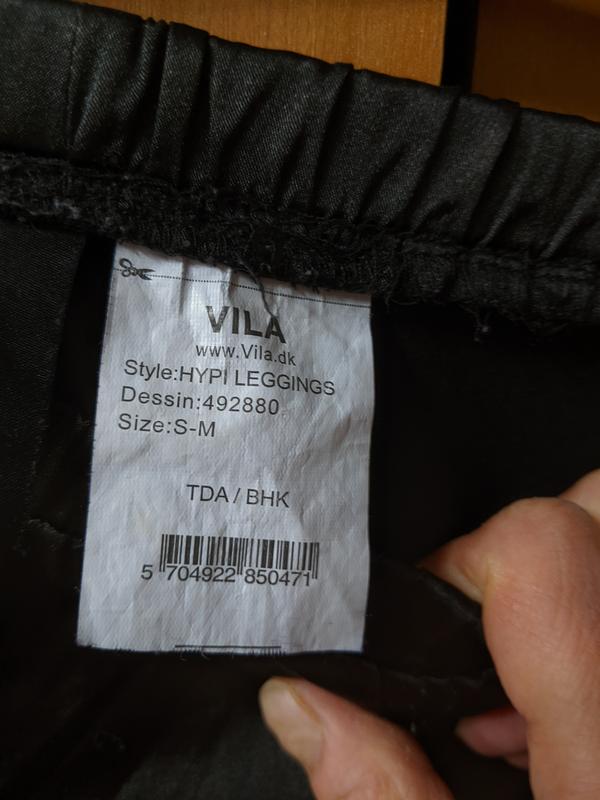 VILA
www.Vila.dk
Style:HYPI LEGGINGS
Dessin:492880
Size:S-M
TDA / BHK
5 704922 850471